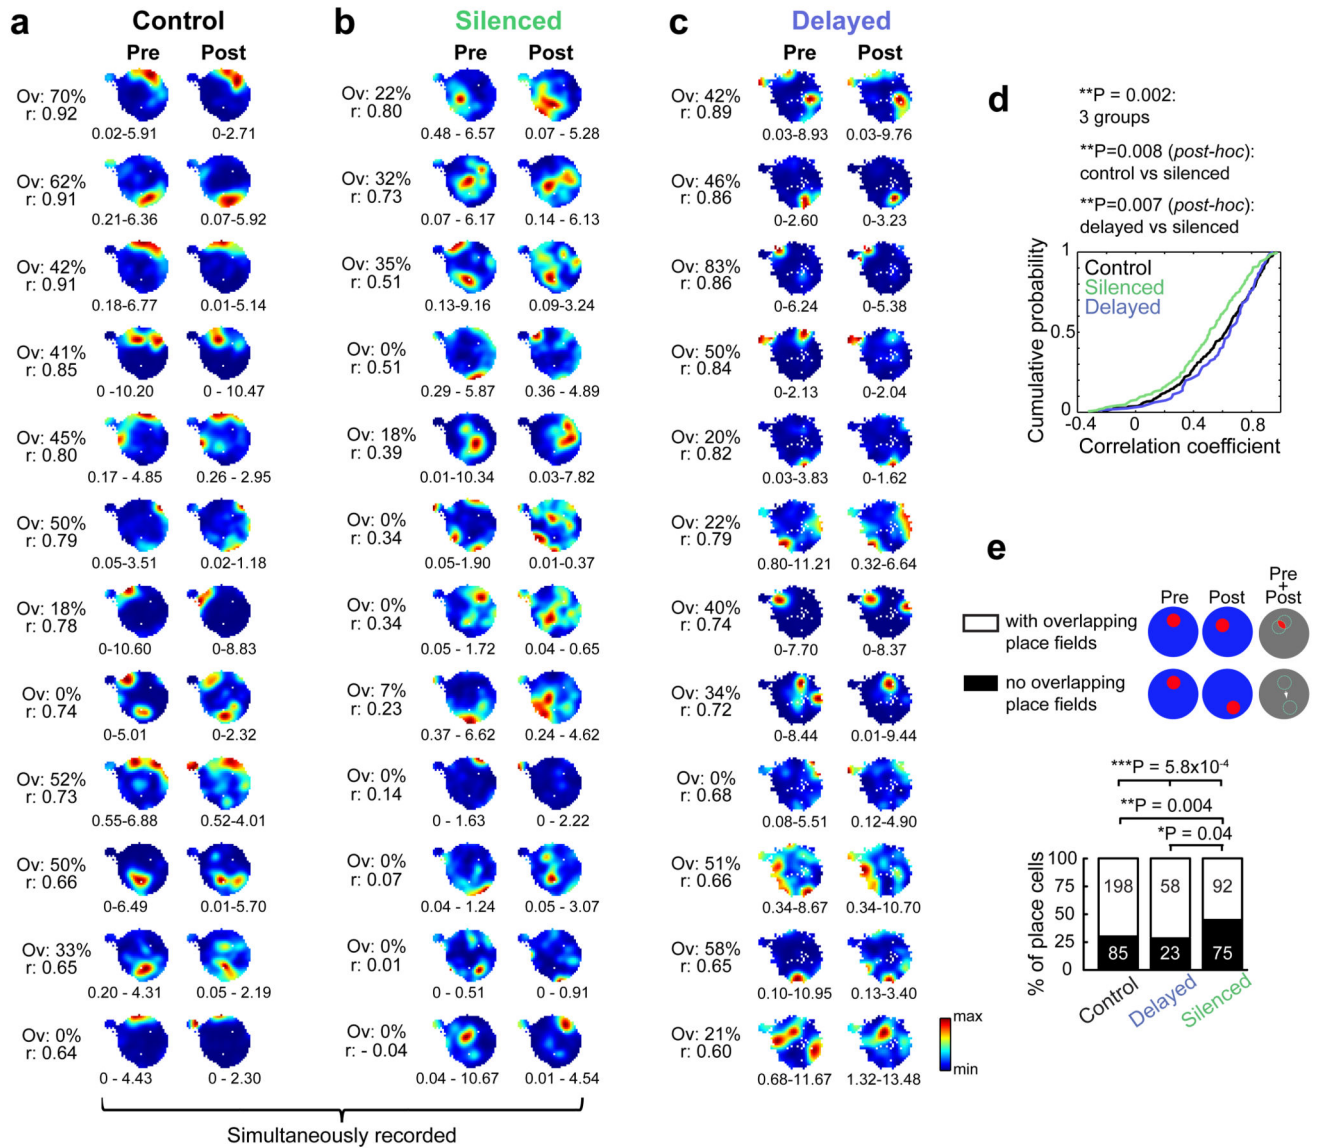 a
Control
Pre Post
Ov: 70%
r: 0.92
0.02-5.91 0-2.71
Ov: 62%
r: 0.91
0.21-6.36 0.07-5.92
Ov: 42%
r: 0.91
0.18-6.77 0.01-5.14
Ov: 41%
r: 0.85
0 -10.20 0 - 10.47
Ov: 45%
r: 0.80
0.17 - 4.85 0.26 - 2.95
Ov: 50%
r: 0.79
0.05-3.51 0.02-1.18
Ov: 18%
r: 0.78
0-10.60 0-8.83
Ov: 0%
r: 0.74
0-5.01 0-2.32
Ov: 52%
r: 0.73
0.55-6.88 0.52-4.01
Ov: 50%
r: 0.66
0-6.49 0.01-5.70
Ov: 33%
r: 0.65
0.20 - 4.31 0.05 - 2.19
Ov: 0%
r: 0.64
0 - 4.43 0 - 2.30
b
Silenced
Pre Post
Ov: 22%
r: 0.80
0.48 - 6.57 0.07 - 5.28
Ov: 32%
r: 0.73
0.07 - 6.17 0.14 - 6.13
Ov: 35%
r: 0.51
0.13-9.16 0.09-3.24
Ov: 0%
r: 0.51
0.29 - 5.87 0.36 - 4.89
Ov: 18%
r: 0.39
0.01-10.34 0.03-7.82
Ov: 0%
r: 0.34
0.05-1.90 0.01-0.37
Ov: 0%
r: 0.34
0.05 - 1.72 0.04 - 0.65
Ov: 7%
r: 0.23
0.37 - 6.62 0.24 - 4.62
Ov: 0%
r: 0.14
0 - 1.63 0 - 2.22
Ov: 0%
r: 0.07
0.04 - 1.24 0.05 - 3.07
Ov: 0%
r: 0.01
0 - 0.51 0 - 0.91
Ov: 0%
r: - 0.04
0.04 - 10.67 0.01 - 4.54
Simultaneously recorded
c
Delayed
Pre Post
Ov: 42%
r: 0.89
0.03-8.93 0.03-9.76
Ov: 46%
r: 0.86
0-2.60 0-3.23
Ov: 83%
r: 0.86
0-6.24 0-5.38
Ov: 50%
r: 0.84
0-2.13 0-2.04
Ov: 20%
r: 0.82
0.03-3.83 0-1.62
Ov: 22%
r: 0.79
0.80-11.21 0.32-6.64
Ov: 40%
r: 0.74
0-7.70 0-8.37
Ov: 34%
r: 0.72
0-8.44 0.01-9.44
Ov: 0%
r: 0.68
0.08-5.51 0.12-4.90
Ov: 51%
r: 0.66
0.34-8.67 0.34-10.70
Ov: 58%
r: 0.65
0.10-10.95 0.13-3.40
Ov: 21%
r: 0.60
0.68-11.67 1.32-13.48
max
min
d
**P = 0.002:
3 groups
**P=0.008 (post-hoc):
control vs silenced
**P=0.007 (post-hoc):
delayed vs silenced
Control
Silenced
Delayed
Cumulative probability
1
0.5
0
-0.4 0 0.4 0.8
Correlation coefficient
e
Pre Post Pre
+
Post
with overlapping
place fields
no overlapping
place fields
***P = 5.8x10-4
**P = 0.004
*P = 0.04
% of place cells
100
75
50
25
0
198 58 92
85 23 75
Control
Delayed
Silenced